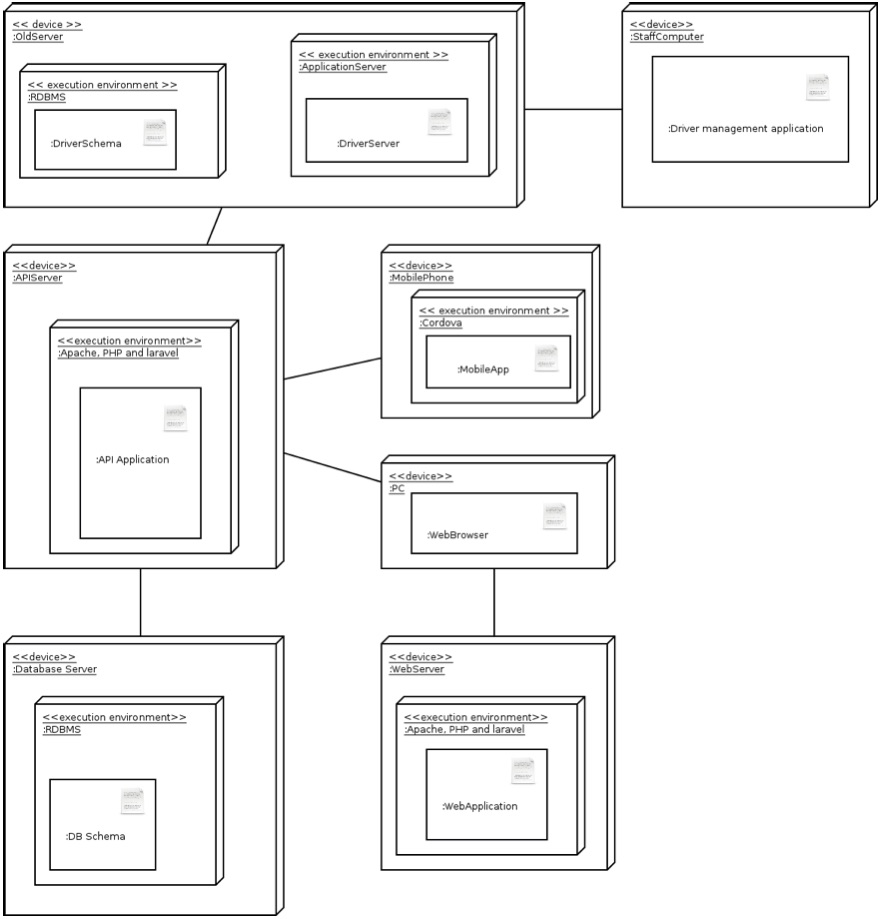 << device >>
:OldServer
<< execution environment >>
:RDBMS
:DriverSchema
<< execution environment >>
:ApplicationServer
:DriverServer
<<device>>
:StaffComputer
:Driver management application
<<device>>
:APIServer
<<execution environment>>
:Apache, PHP and laravel
:API Application
<<device>>
:MobilePhone
<< execution environment >>
:Cordova
:MobileApp
<<device>>
:PC
:WebBrowser
<<device>>
:Database Server
<<execution environment>>
:RDBMS
:DB Schema
<<device>>
:WebServer
<<execution environment>>
:Apache, PHP and laravel
:WebApplication